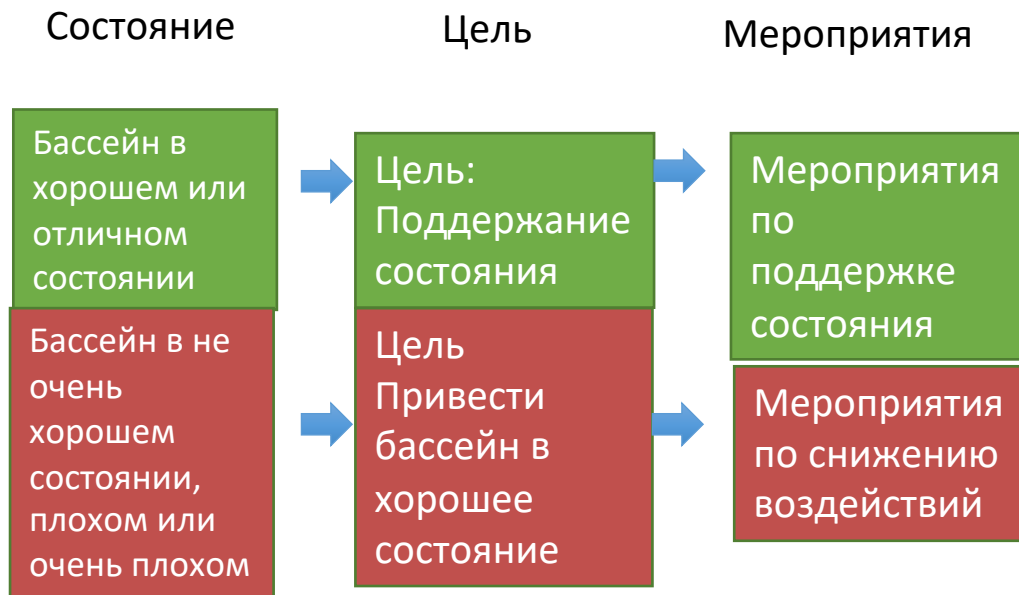 Состояние
Цель
Мероприятия
Бассейн в
хорошем или
отличном
состоянии
Цель:
Поддержание
состояния
Мероприятия
по
поддержке
состояния
Бассейн в не
очень
хорошем
состоянии,
плохом или
очень плохом
Цель
Привести
бассейн в
хорошее
состояние
Мероприятия
по снижению
воздействий